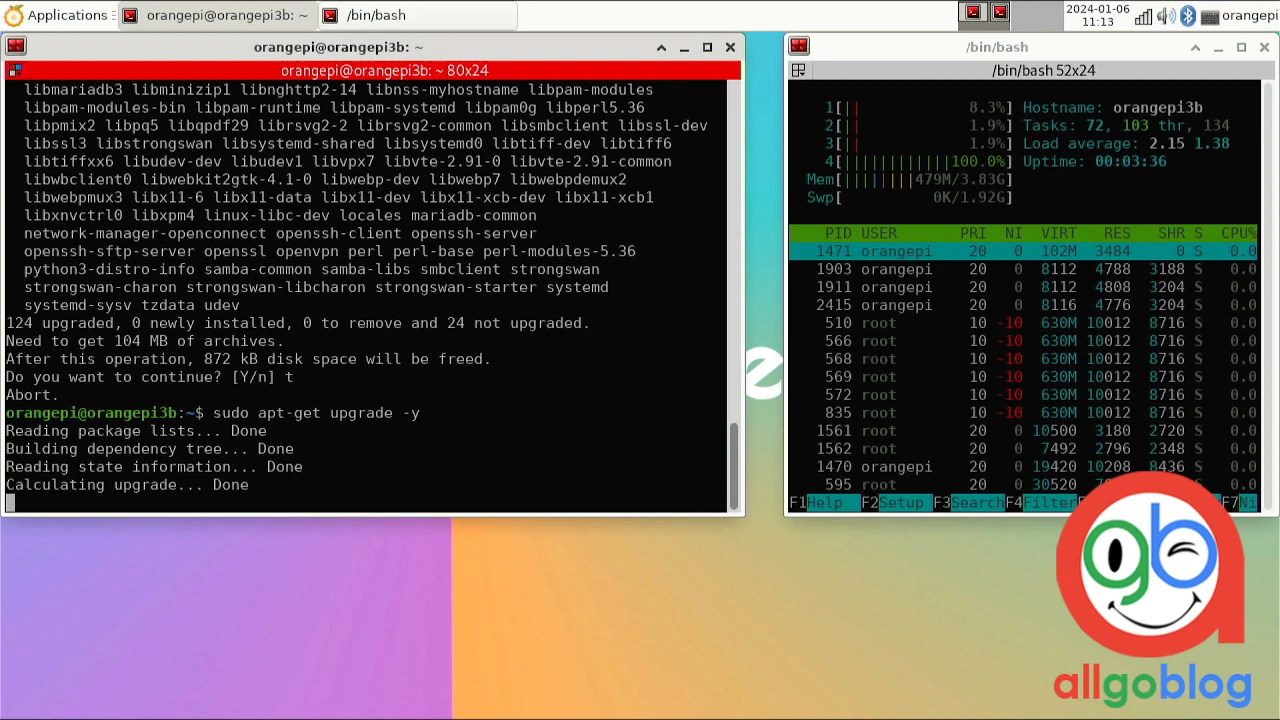 Applications
orangepi@orangepi3b: ~
/bin/bash
2024-01-06
11:13
orangepi
orangepi@orangepi3b: ~
orangepi@orangepi3b: ~ 80x24
libmariadb3 libminizip1 libnghttp2-14 libnss-myhostname libpam-modules
libpam-modules-bin libpam-runtime libpam-systemd libpam0g libperl5.36
libpmix2 libpq5 libqpdf29 librsvg2-2 librsvg2-common libsmbclient libssl-dev
libssl3 libstrongswan libsystemd-shared libsystemd0 libtiff-dev libtiff6
libtiffxx6 libudev-dev libudev1 libvpx7 libvte-2.91-0 libvte-2.91-common
libwbclient0 libwebkit2gtk-4.1-0 libwebp-dev libwebp7 libwebpdemux2
libwebpmux3 libx11-6 libx11-data libx11-dev libx11-xcb-dev libx11-xcb1
libxnvctrl0 libxpm4 linux-libc-dev locales mariadb-common
network-manager-openconnect openssh-client openssh-server
openssh-sftp-server openssl openvpn perl perl-base perl-modules-5.36
python3-distro-info samba-common samba-libs smbclient strongswan
strongswan-charon strongswan-libcharon strongswan-starter systemd
systemd-sysv tzdata udev
124 upgraded, 0 newly installed, 0 to remove and 24 not upgraded.
Need to get 104 MB of archives.
After this operation, 872 kB disk space will be freed.
Do you want to continue? [Y/n] t
Abort.
orangepi@orangepi3b:~$ sudo apt-get upgrade -y
Reading package lists... Done
Building dependency tree... Done
Reading state information... Done
Calculating upgrade... Done
/bin/bash
/bin/bash 52x24
1[|| 8.3%] Hostname: orangepi3b
2[|| 1.9%] Tasks: 72, 103 thr, 134
3[|| 1.9%] Load average: 2.15 1.38
4[||||||||||||100.0%] Uptime: 00:03:36
Mem[||||||||479M/3.83G]
Swp[ 0K/1.92G]
PID USER PRI NI VIRT RES SHR S CPU%
1471 orangepi 20 0 102M 3484 0 S 0.0
1903 orangepi 20 0 8112 4788 3188 S 0.0
1911 orangepi 20 0 8112 4808 3204 S 0.0
2415 orangepi 20 0 8116 4776 3204 S 0.0
510 root 10 -10 630M 10012 8716 S 0.0
566 root 10 -10 630M 10012 8716 S 0.0
568 root 10 -10 630M 10012 8716 S 0.0
569 root 10 -10 630M 10012 8716 S 0.0
572 root 10 -10 630M 10012 8716 S 0.0
835 root 10 -10 630M 10012 8716 S 0.0
1561 root 20 0 10500 3180 2720 S 0.0
1562 root 20 0 7492 2796 2348 S 0.0
1470 orangepi 20 0 19420 10208 8436 S 0.0
595 root 20 0 30520 S 0.0
F1Help F2Setup F3Search F4Filter F7Ni
e
gb
allgoblog